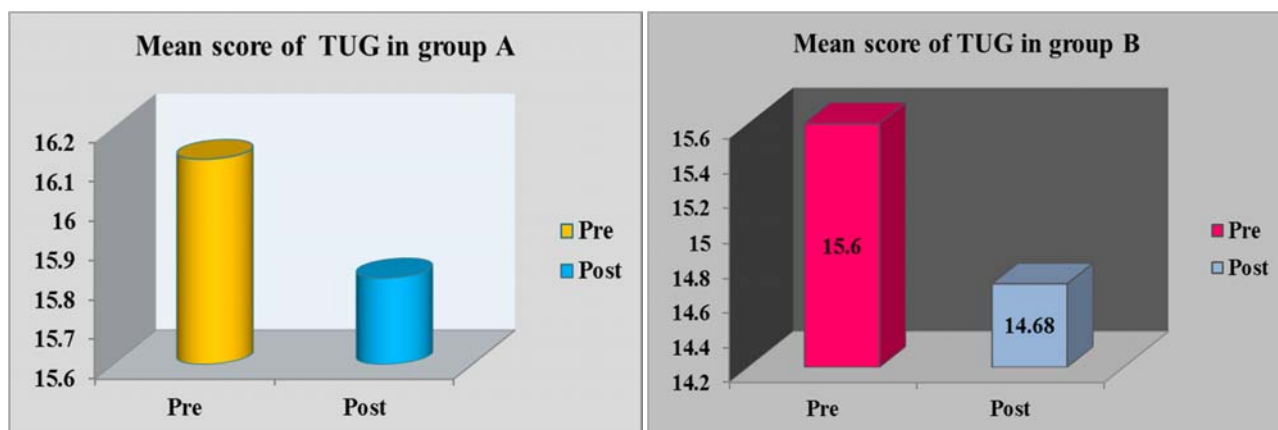 Mean score of TUG in group A
16.2
16.1
16
15.9
15.8
15.7
15.6
Pre
Post
Pre
Post
Mean score of TUG in group B
15.6
15.4
15.2
15
14.8
14.6
14.4
14.2
15.6
14.68
Pre
Post
Pre
Post